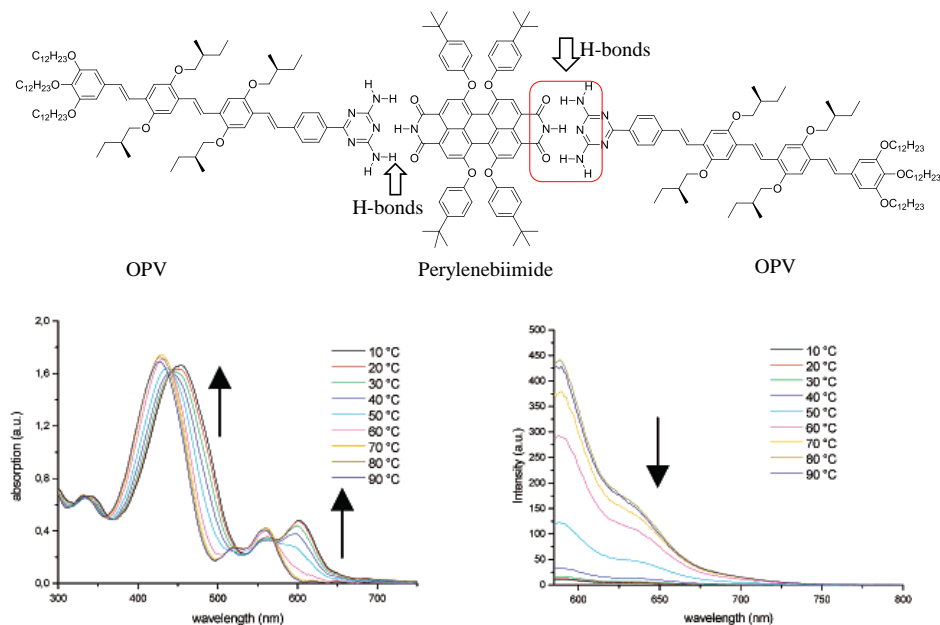 H-bonds
C12H23O
C12H23O
C12H23O
O
O
O
O
N
N
N
N
H
H
N
H
H
H-N
O
O
O
O
N-H
O
O
O
O
H
N
H
N
N
N
H
N
H
O
O
O
O
OC12H23
OC12H23
OC12H23
H-bonds
OPV
Perylenebiimide
OPV
2,0
1,6
1,2
0,8
0,4
0,0
absorption (a.u.)
300
400
500
600
700
wavelength (nm)
10 °C
20 °C
30 °C
40 °C
50 °C
60 °C
70 °C
80 °C
90 °C
500
450
400
350
300
250
200
150
100
50
0
Intensity (a.u.)
600
650
700
750
800
wavelength (nm)
10 °C
20 °C
30 °C
40 °C
50 °C
60 °C
70 °C
80 °C
90 °C